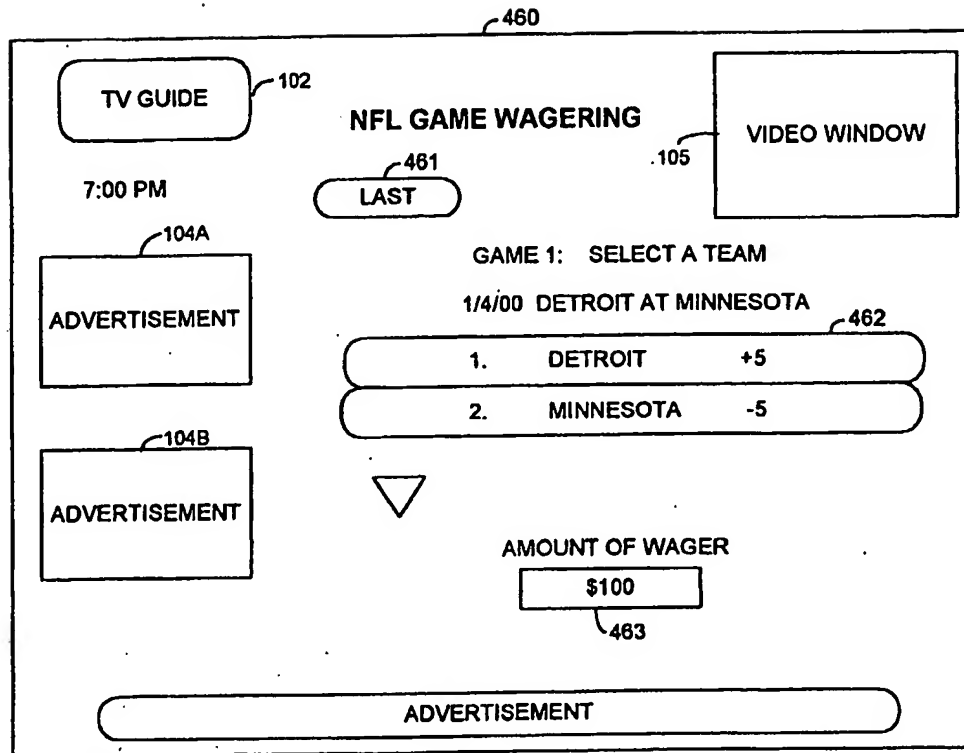 460
TV GUIDE
102
NFL GAME WAGERING
VIDEO WINDOW
105
461
LAST
7:00 PM
104A
ADVERTISEMENT
GAME 1: SELECT A TEAM
1/4/00 DETROIT AT MINNESOTA
462
1. DETROIT +5
2. MINNESOTA -5
104B
ADVERTISEMENT
AMOUNT OF WAGER
$100
463
ADVERTISEMENT